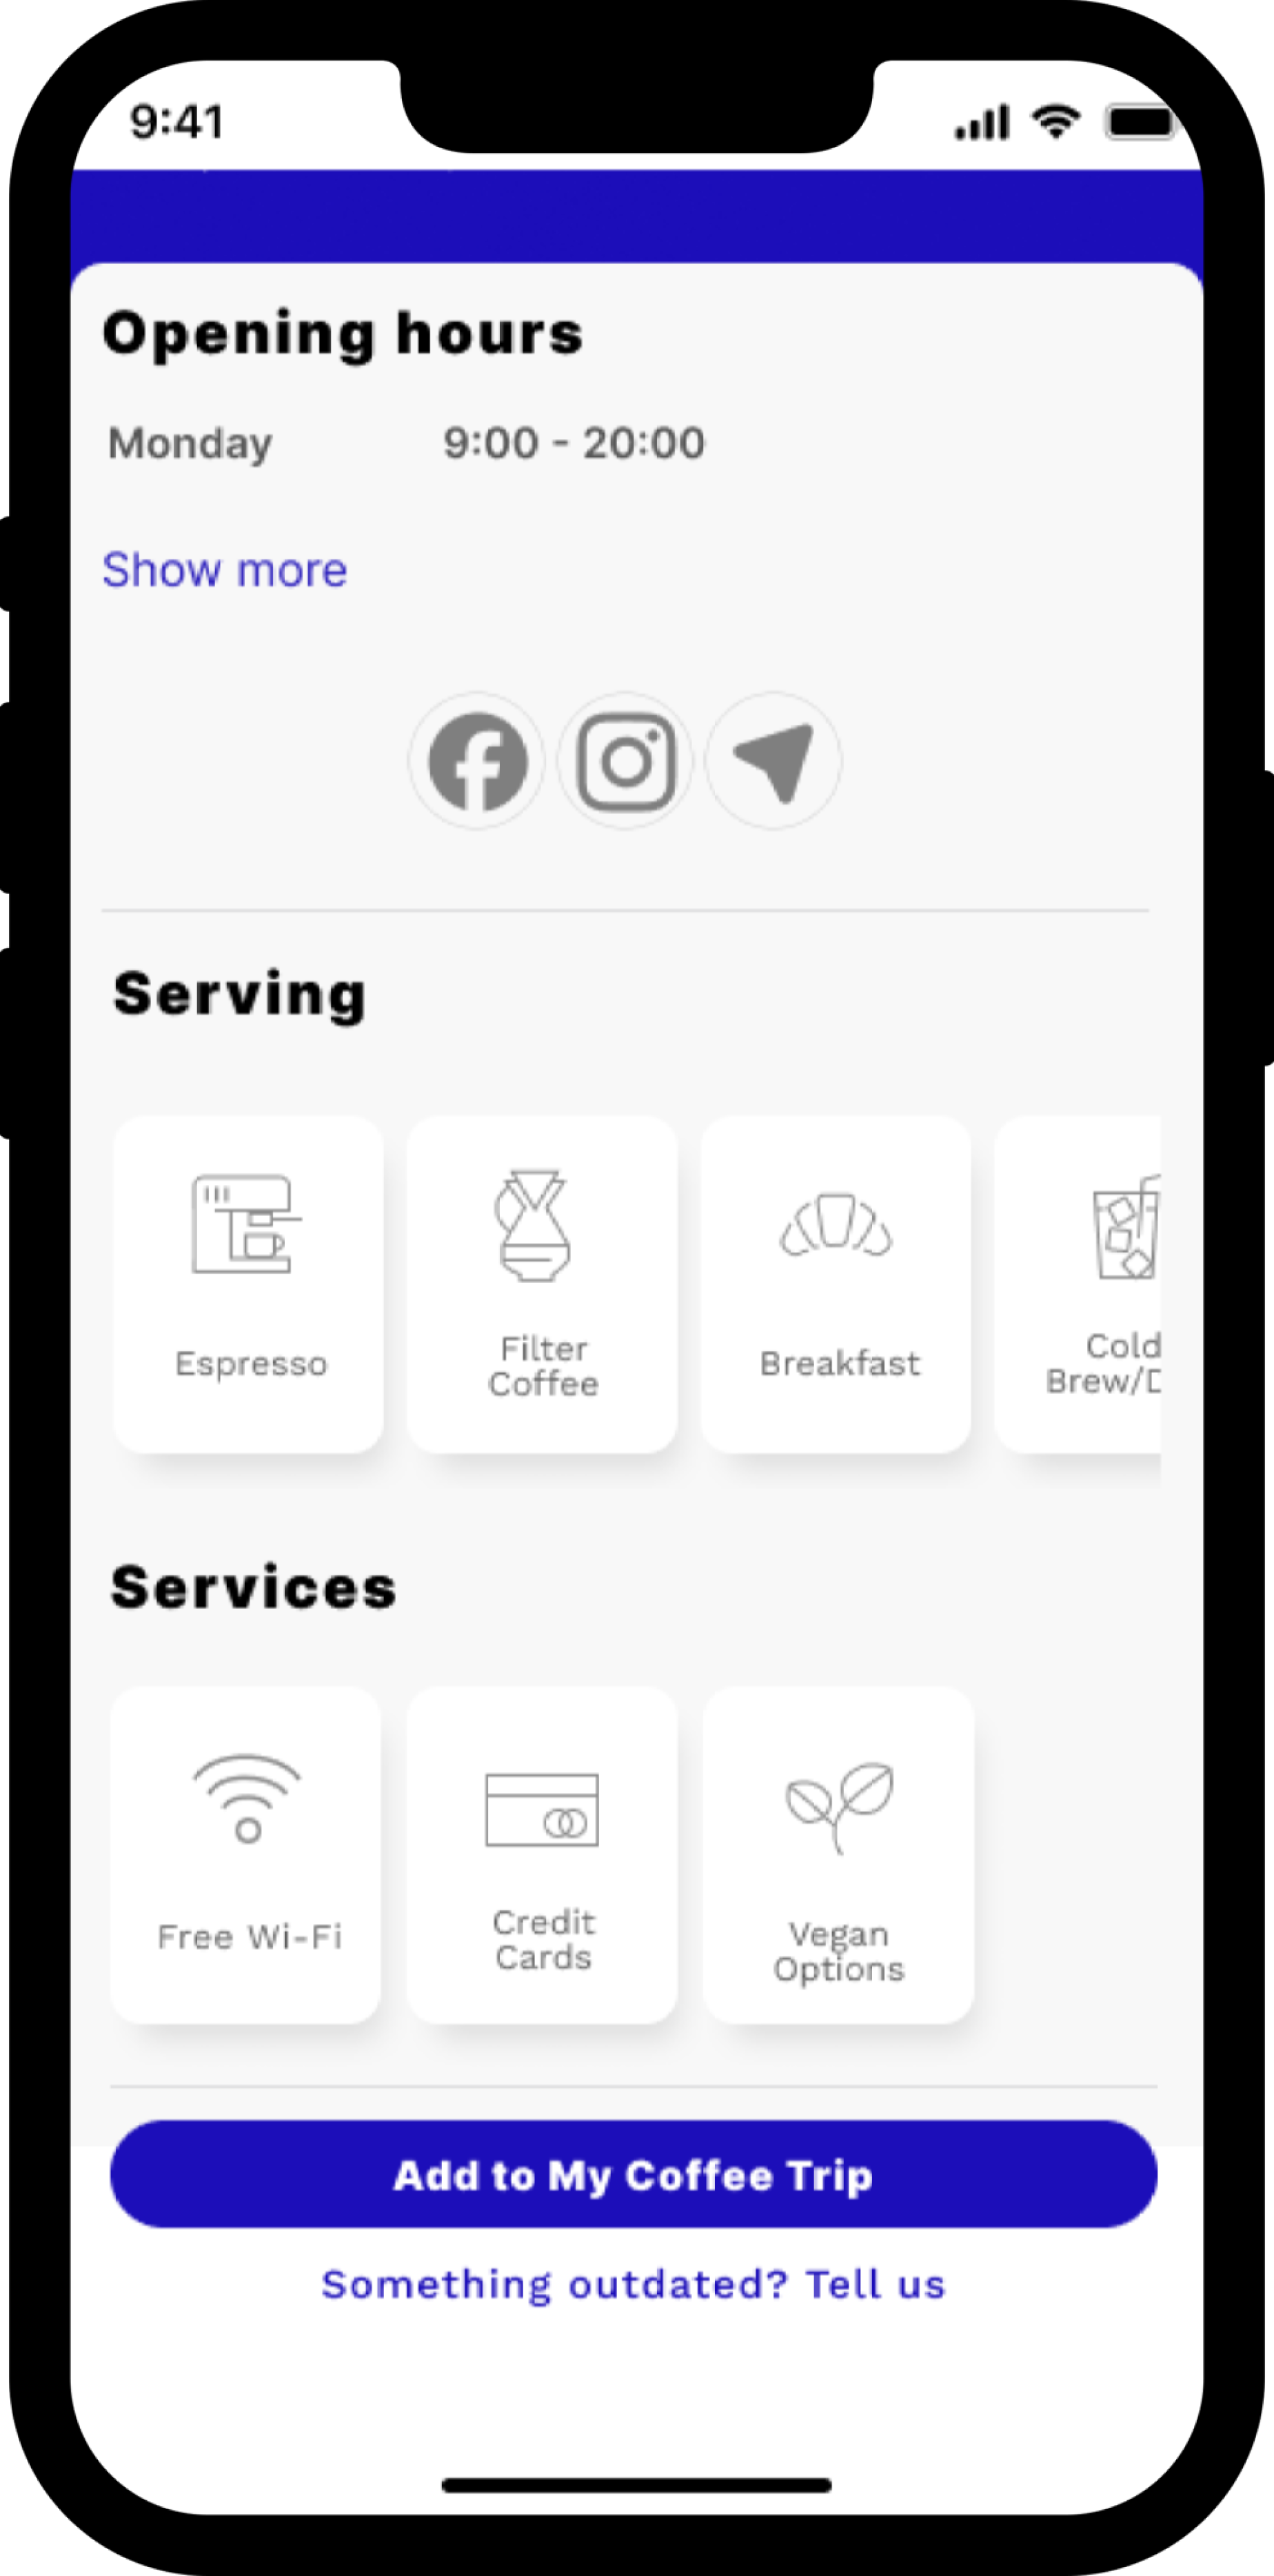 9:41
Opening hours
Monday 9:00 - 20:00
Show more
Serving
Espresso
Filter
Coffee
Breakfast
Cold
Brew/
Services
Free Wi-Fi
Credit
Cards
Vegan
Options
Add to My Coffee Trip
Something outdated? Tell us